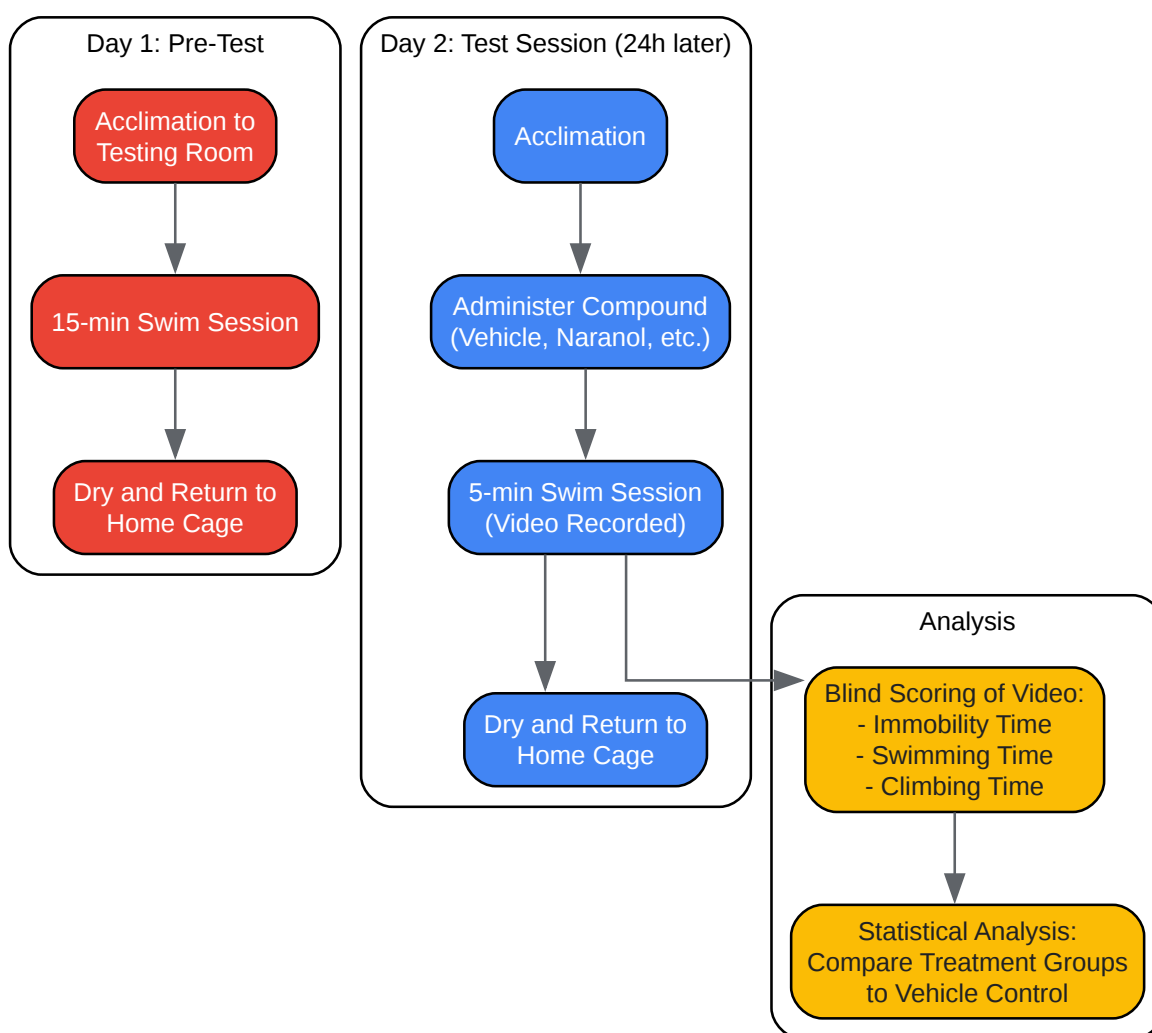 Day 1: Pre-Test
Acclimation to
Testing Room
15-min Swim Session
Dry and Return to
Home Cage
Day 2: Test Session (24h later)
Acclimation
Administer Compound
(Vehicle, Naranol, etc.)
5-min Swim Session
(Video Recorded)
Dry and Return to
Home Cage
Analysis
Blind Scoring of Video:
- Immobility Time
- Swimming Time
- Climbing Time
Statistical Analysis:
Compare Treatment Groups
to Vehicle Control